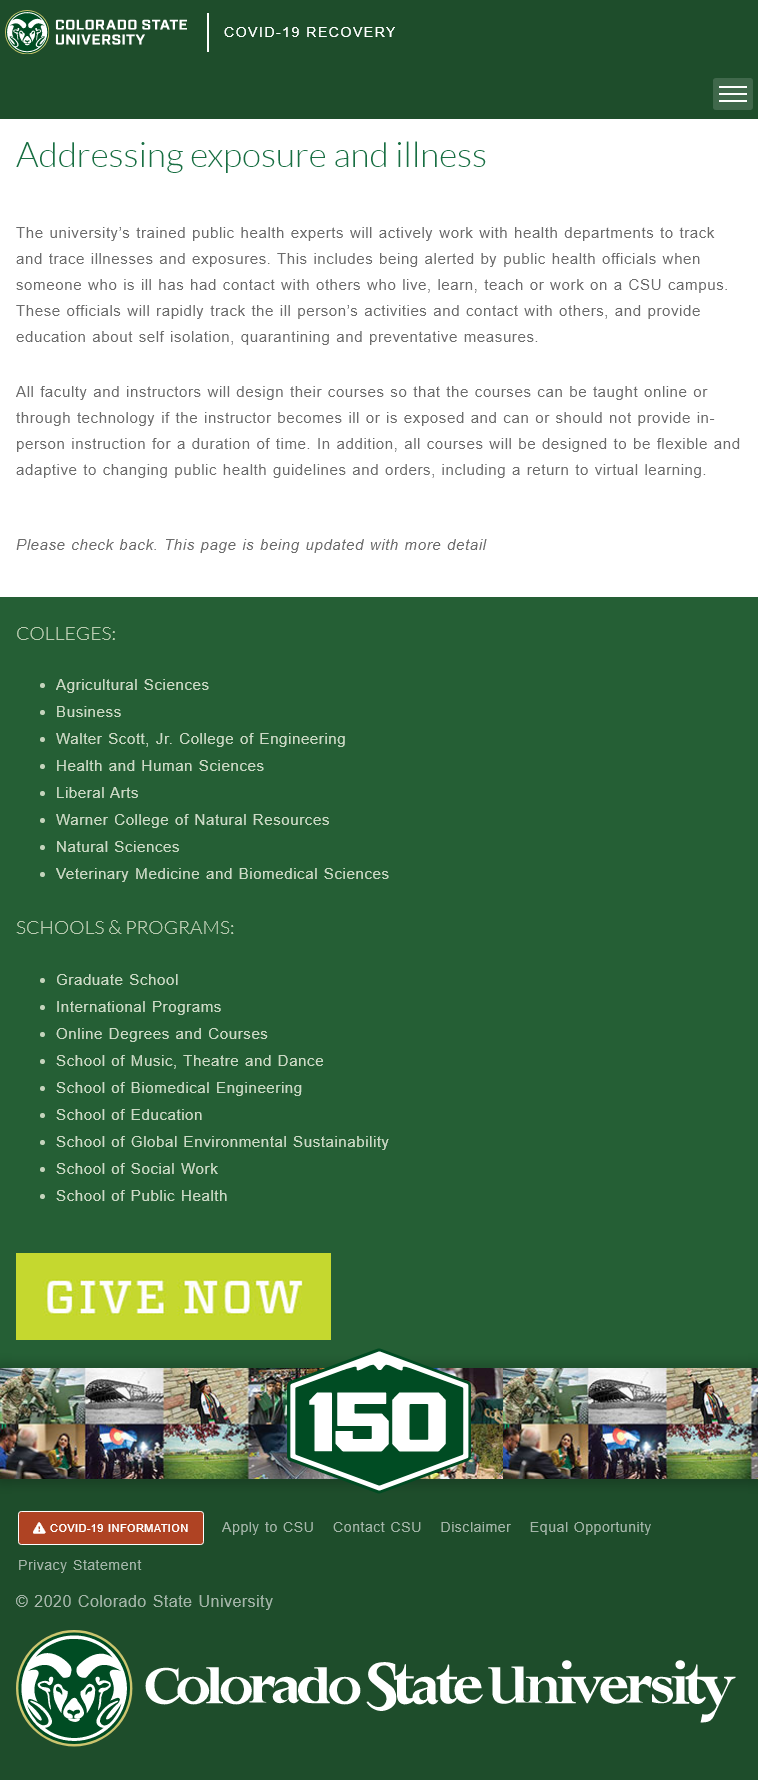 COLORADO STATE
UNIVERSITY
COVID-19 RECOVERY
Addressing exposure and illness
The university’s trained public health experts will actively work with health departments to track
and trace illnesses and exposures. This includes being alerted by public health officials when
someone who is ill has had contact with others who live, learn, teach or work on a CSU campus.
These officials will rapidly track the ill person’s activities and contact with others, and provide
education about self isolation, quarantining and preventative measures.
All faculty and instructors will design their courses so that the courses can be taught online or
through technology if the instructor becomes ill or is exposed and can or should not provide in-
person instruction for a duration of time. In addition, all courses will be designed to be flexible and
adaptive to changing public health guidelines and orders, including a return to virtual learning.
Please check back. This page is being updated with more detail
COLLEGES:
Agricultural Sciences
Business
Walter Scott, Jr. College of Engineering
Health and Human Sciences
Liberal Arts
Warner College of Natural Resources
Natural Sciences
Veterinary Medicine and Biomedical Sciences
SCHOOLS & PROGRAMS:
Graduate School
International Programs
Online Degrees and Courses
School of Music, Theatre and Dance
School of Biomedical Engineering
School of Education
School of Global Environmental Sustainability
School of Social Work
School of Public Health
GIVE NOW
150
COVID-19 INFORMATION Apply to CSU Contact CSU Disclaimer Equal Opportunity
Privacy Statement
© 2020 Colorado State University
Colorado State University